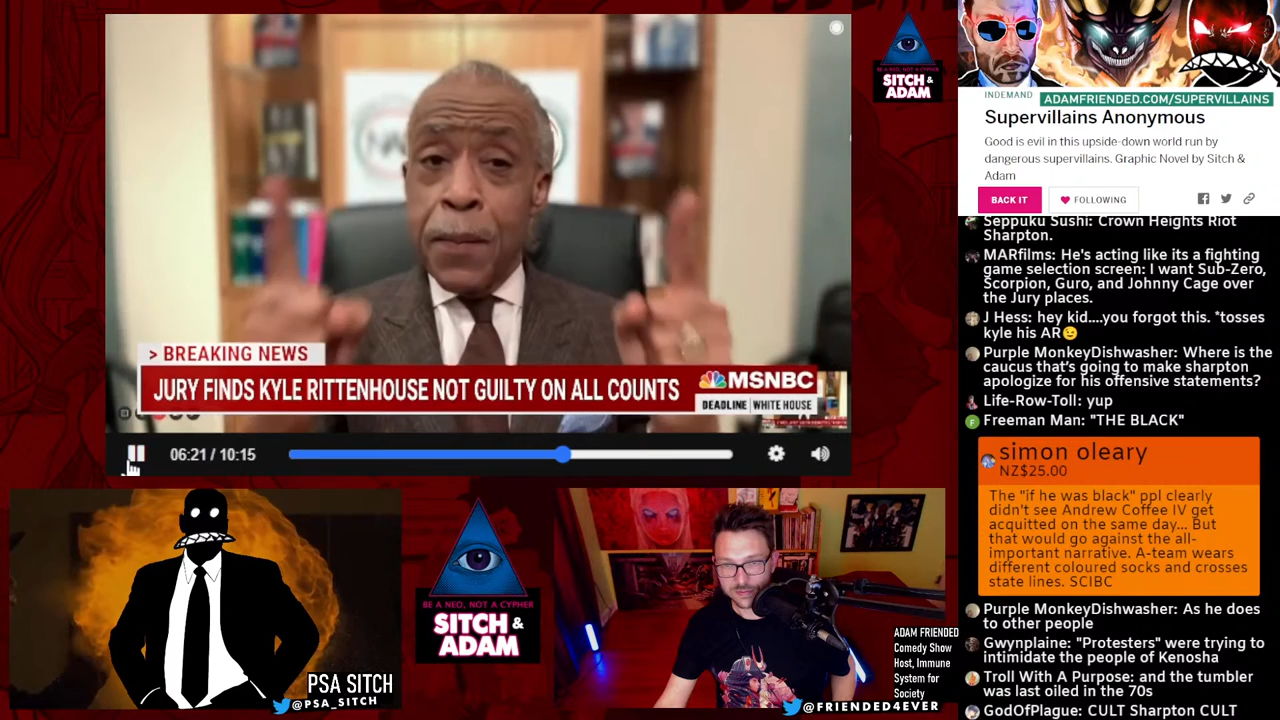 > BREAKING NEWS
JURY FINDS KYLE RITTENHOUSE NOT GUILTY ON ALL COUNTS
MSNBC
DEADLINE WHITE HOUSE
06:21 / 10:15
BE A NEO, NOT A CYPHER
SITCH &
ADAM
INDEMAND
ADAMFRIENDED.COM/SUPERVILLAINS
Supervillains Anonymous
Good is evil in this upside-down world run by
dangerous supervillains. Graphic Novel by Sitch &
Adam
BACK IT
FOLLOWING
Seppuku Sushi: Crown Heights Riot
Sharpton.
MARfilms: He's acting like its a fighting
game selection screen: I want Sub-Zero,
Scorpion, Guro, and Johnny Cage over
the Jury places.
J Hess: hey kid....you forgot this. *tosses
kyle his AR😉
Purple MonkeyDishwasher: Where is the
caucus that's going to make sharpton
apologize for his offensive statements?
Life-Row-Toll: yup
F Freeman Man: "THE BLACK"
simon oleary
NZ$25.00
The "if he was black" ppl clearly
didn't see Andrew Coffee IV get
acquitted on the same day... But
that would go against the all-
important narrative. A-team wears
different coloured socks and crosses
state lines. SCIBC
Purple MonkeyDishwasher: As he does
to other people
Gwynplaine: "Protesters" were trying to
intimidate the people of Kenosha
Troll With A Purpose: and the tumbler
was last oiled in the 70s
GodOfPlague: CULT Sharpton CULT
PSA SITCH
@PSA_SITCH
BE A NEO, NOT A CYPHER
SITCH &
ADAM
ADAM FRIENDED
Comedy Show
Host, Immune
System for
Society
@FRIENDED4EVER